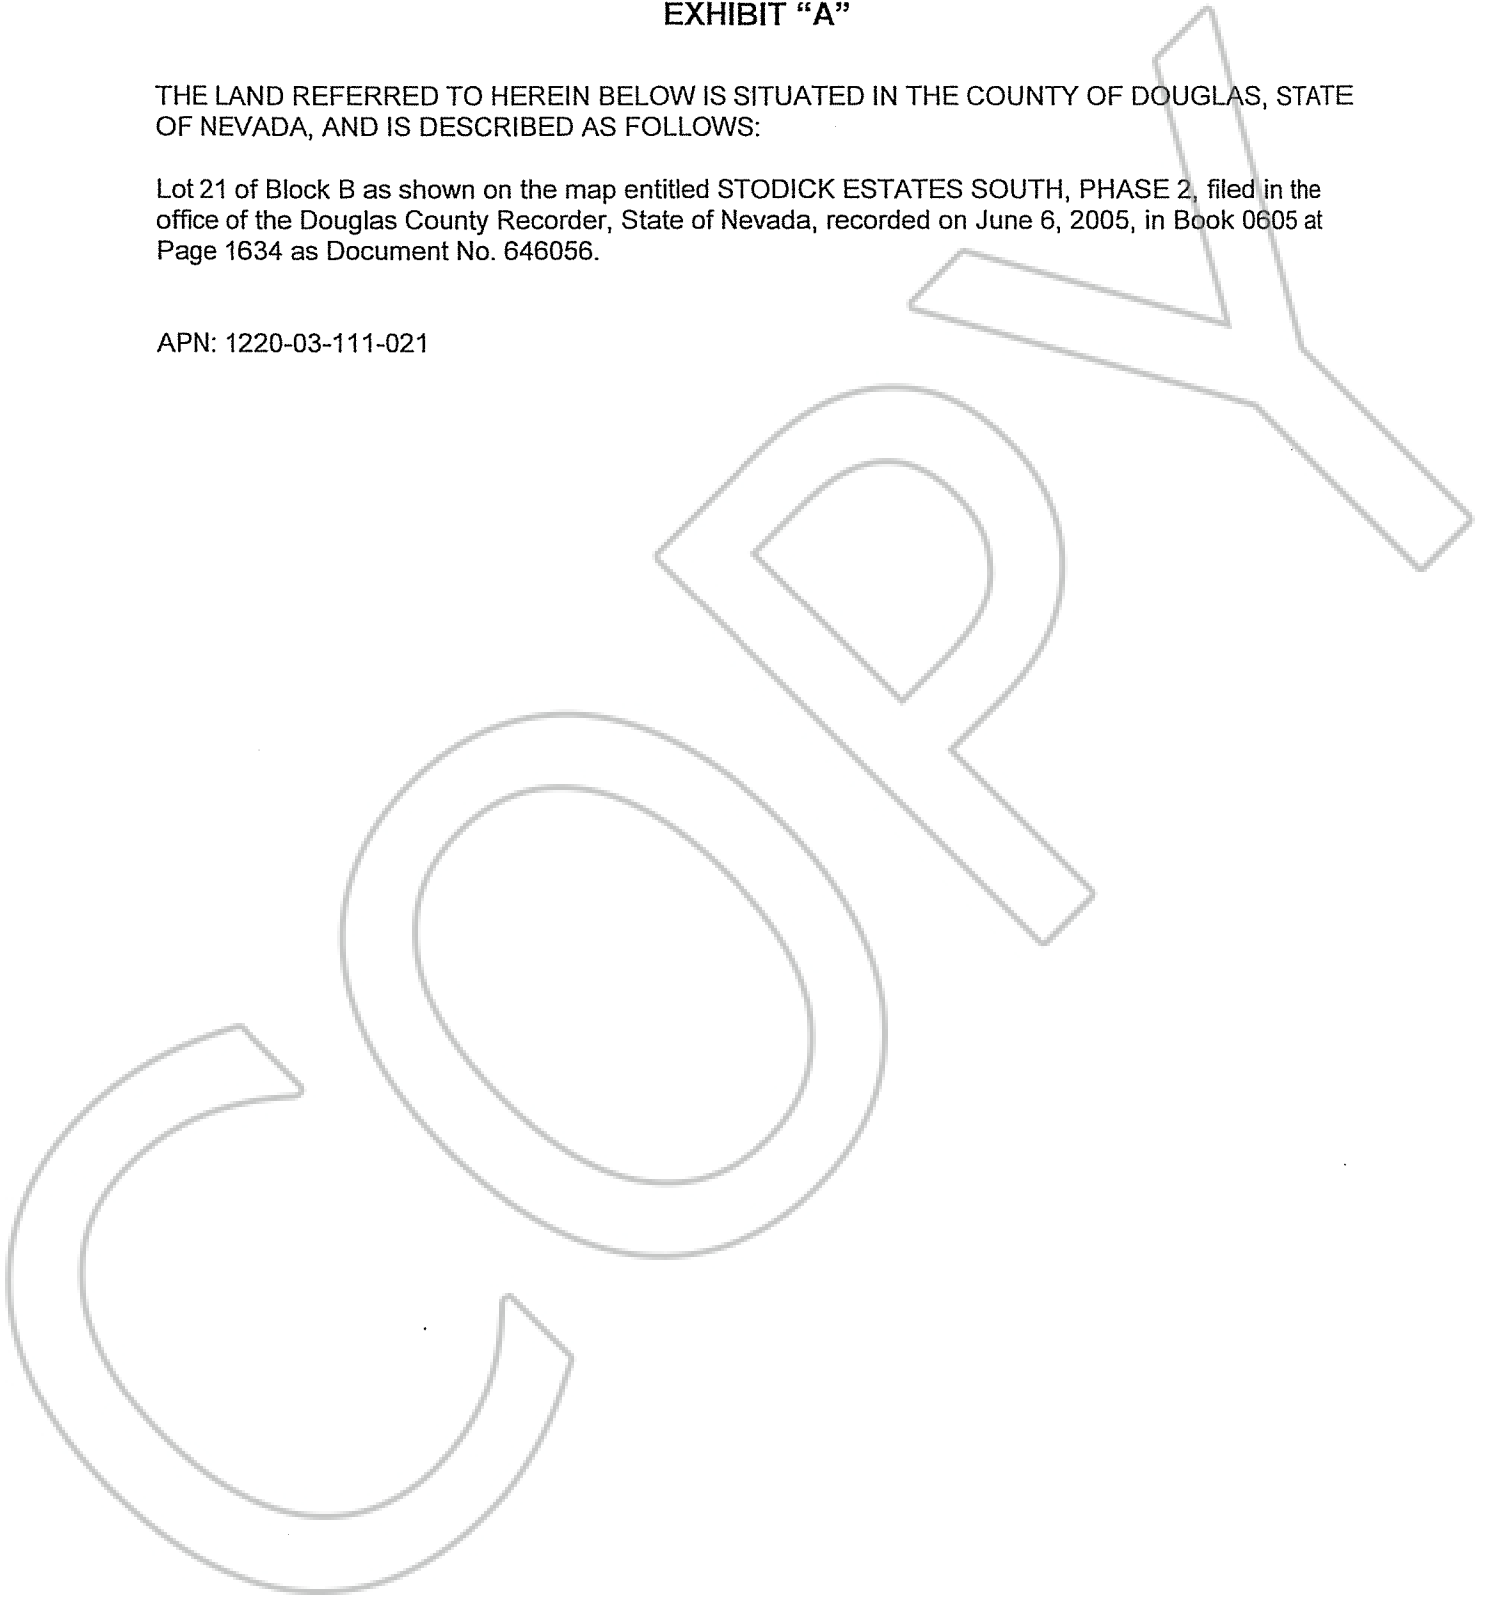 EXHIBIT “A”
THE LAND REFERRED TO HEREIN BELOW IS SITUATED IN THE COUNTY OF DOUGLAS, STATE
OF NEVADA, AND IS DESCRIBED AS FOLLOWS:
Lot 21 of Block B as shown on the map entitled STODICK ESTATES SOUTH, PHASE 2, filed in the
office of the Douglas County Recorder, State of Nevada, recorded on June 6, 2005, in Book 0605 at
Page 1634 as Document No. 646056.
APN: 1220-03-111-021
COPY